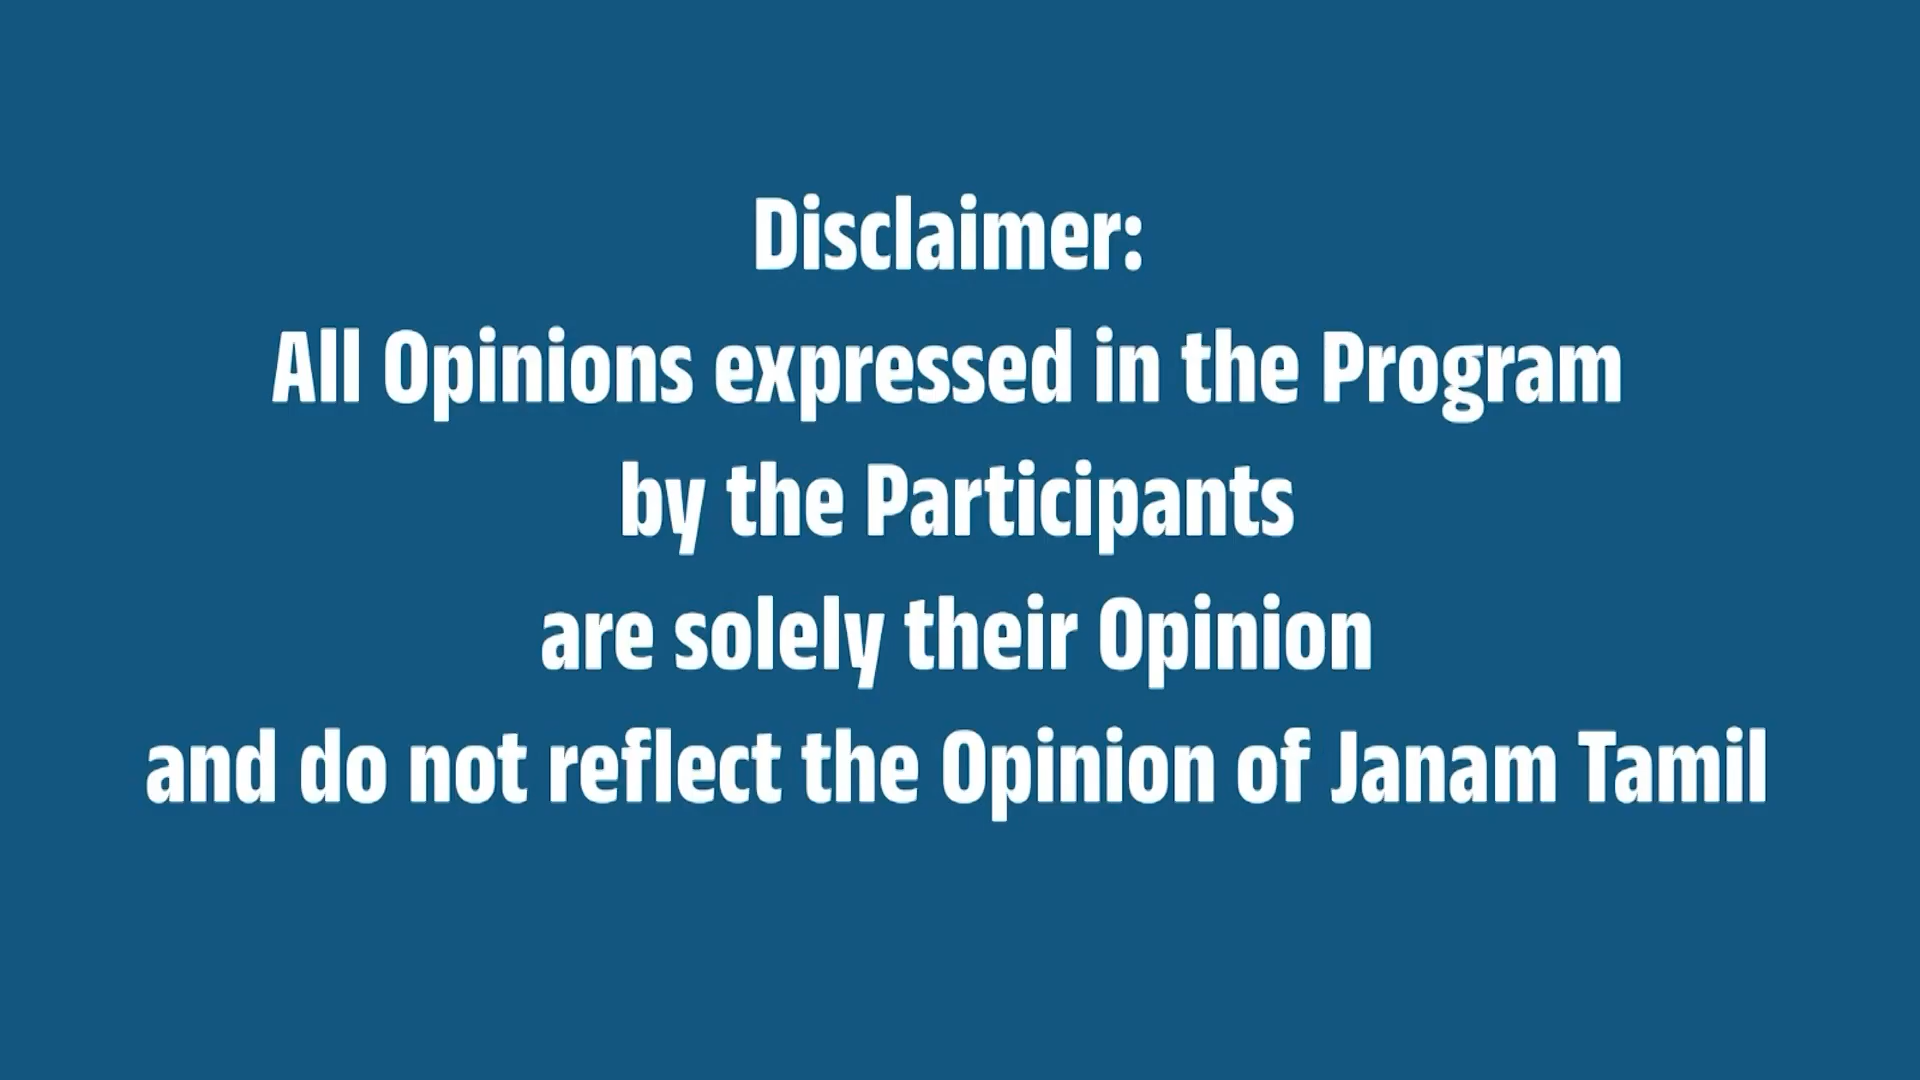 Disclaimer:
All Opinions expressed in the Program
by the Participants
are solely their Opinion
and do not reflect the Opinion of Janam Tamil